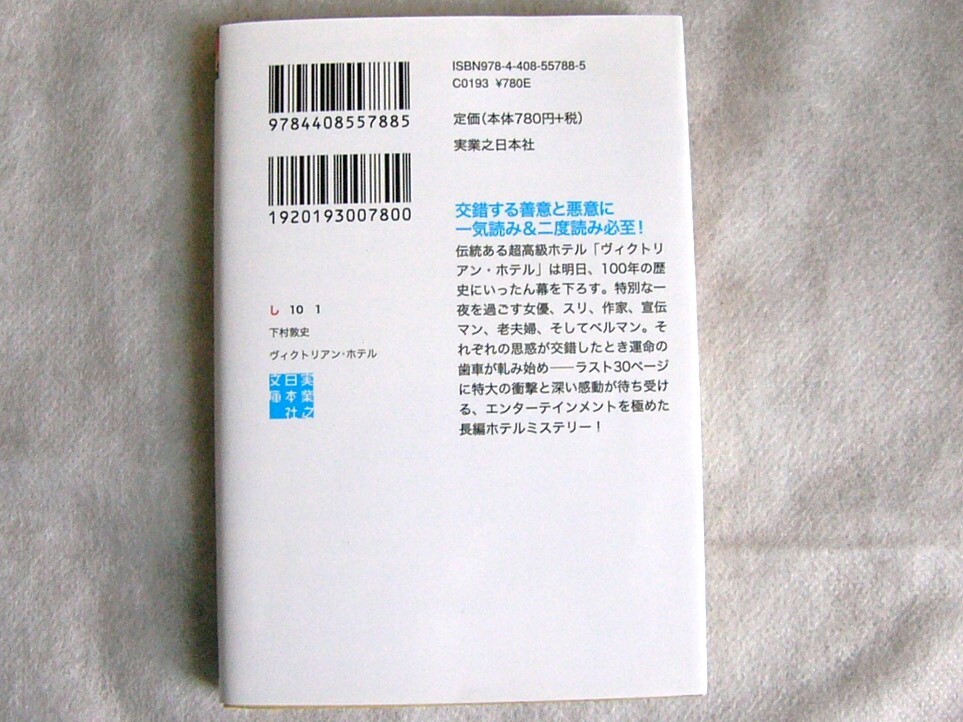 9784408557885
1920193007800
ISBN978-4-408-55788-5
C0193 ¥780E
定価(本体780円+税)
実業之日本社
交錯する善意と悪意に
一気読み&二度読み必至!
伝統ある超高級ホテル「ヴィクトリ
アン・ホテル」は明日、100年の歴
史にいったん幕を下ろす。特別な一
夜を過ごす女優、スリ、作家、宣伝
マン、老夫婦、そしてベルマン。そ
れぞれの思惑が交錯したとき運命の
歯車が軋み始め──ラスト30ページ
に特大の衝撃と深い感動が待ち受け
る、エンターテインメントを極めた
長編ホテルミステリー!
し 10 1
下村敦史
ヴィクトリアン・ホテル
実業之
日本社
文庫